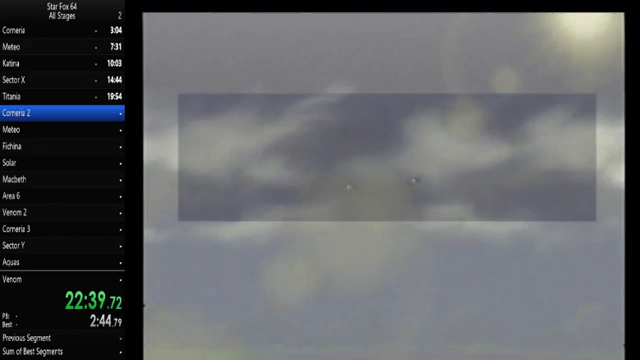 Star Fox 64
All Stages 2
Corneria - 3:04
Meteo - 7:31
Katina - 10:03
Sector X - 14:44
Titania - 19:54
Corneria 2 -
Meteo -
Fichina -
Solar -
Macbeth -
Area 6 -
Venom 2 -
Corneria 3 -
Sector Y -
Aquas -
Venom -
22:39.72
PB: -
Best - 2:44.79
Previous Segment -
Sum of Best Segments -